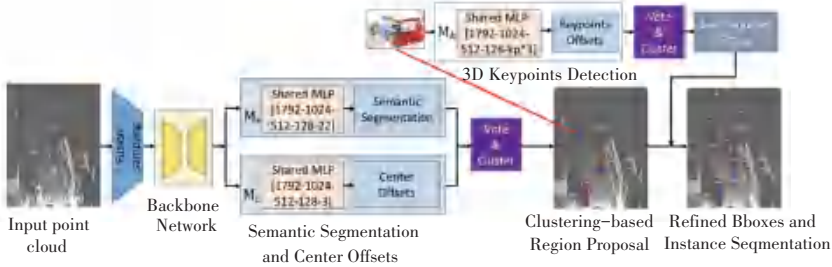 M
Shared MLP
[1792-1024-
512-128-kp*3]
Keypoints
Offsets
Vote
&
Cluster
3D Keypoints Detection
M
Shared MLP
[1792-1024-
512-128-22]
Semantic
Segmentation
M
Shared MLP
[1792-1024-
512-128-3]
Center
Offsets
Vote
&
Cluster
Input point
cloud
Backbone
Network
Semantic Segmentation
and Center Offsets
Clustering-based
Region Proposal
Refined Bboxes and
Instance Seqmentation